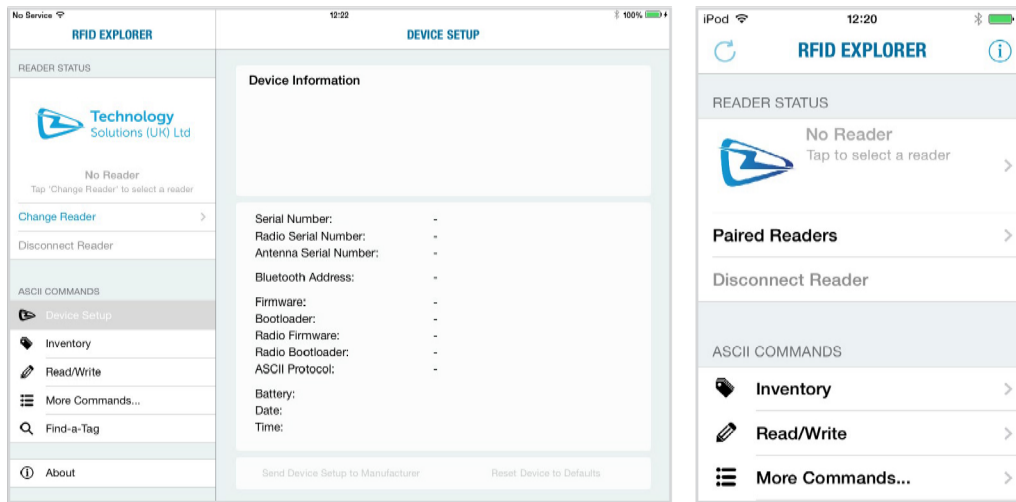 No Service 12:22 100%
RFID EXPLORER
READER STATUS
Technology
Solutions (UK) Ltd
No Reader
Tap 'Change Reader' to select a reader
Change Reader
Disconnect Reader
ASCII COMMANDS
Device Setup
Inventory
Read/Write
More Commands...
Find-a-Tag
About
DEVICE SETUP
Device Information
Serial Number: -
Radio Serial Number: -
Antenna Serial Number: -
Bluetooth Address: -
Firmware: -
Bootloader: -
Radio Firmware: -
Radio Bootloader: -
ASCII Protocol: -
Battery:
Date:
Time:
Send Device Setup to Manufacturer Reset Device to Defaults
iPod 12:20
RFID EXPLORER
READER STATUS
No Reader
Tap to select a reader
Paired Readers
Disconnect Reader
ASCII COMMANDS
Inventory
Read/Write
More Commands...